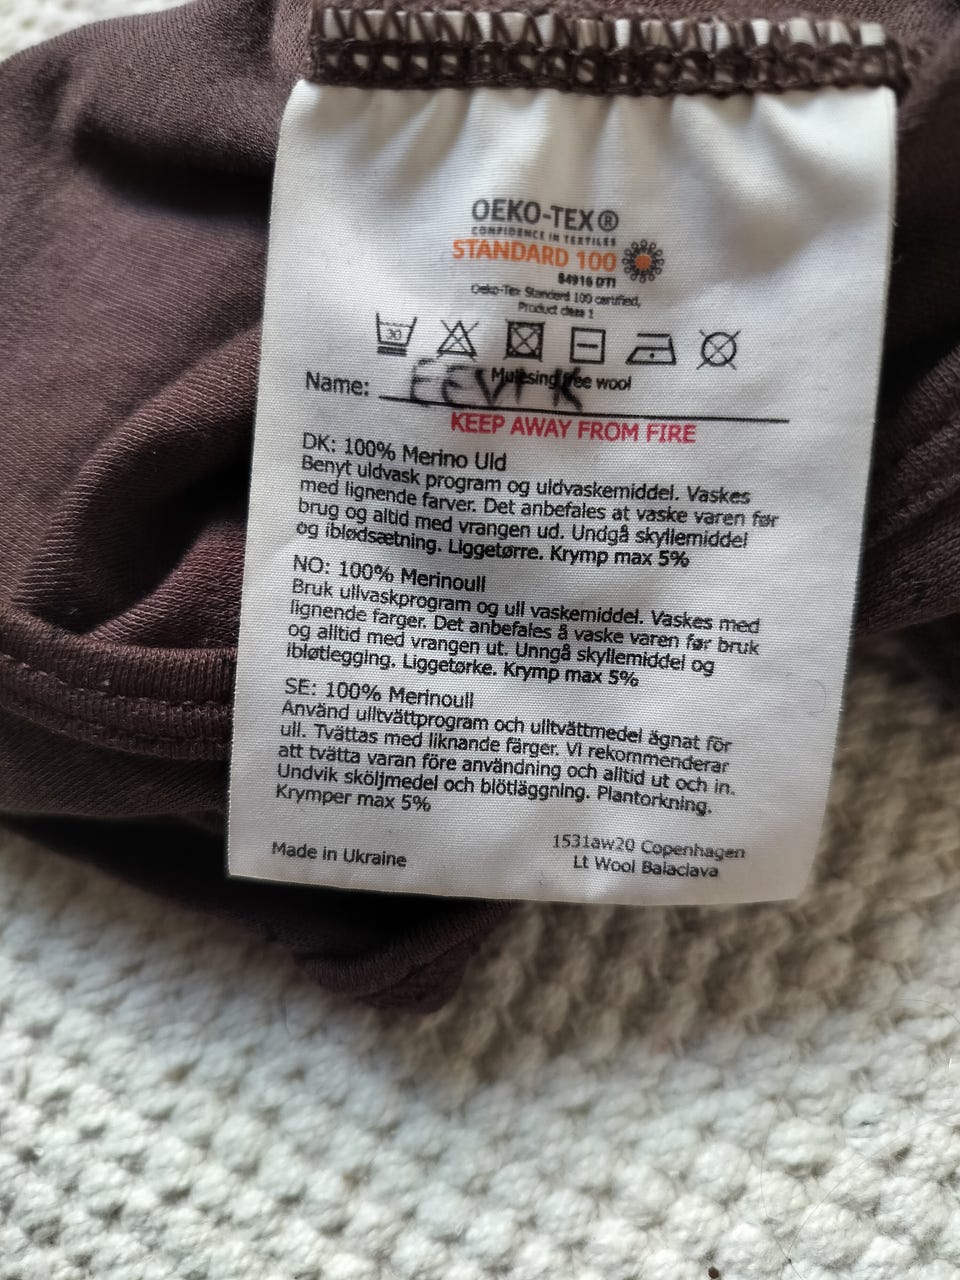 OEKO-TEX®
CONFIDENCE IN TEXTILES
STANDARD 100
84916 DTI
Oeko-Tex Standard 100 certified,
Product class 1
30
Mulesing free wool
Name: EEVI K
KEEP AWAY FROM FIRE
DK: 100% Merino Uld
Benyt uldvask program og uldvaskemiddel. Vaskes
med lignende farver. Det anbefales at vaske varen før
brug og altid med vrangen ud. Undgå skyllemiddel
og iblødsætning. Liggetørre. Krymp max 5%
NO: 100% Merinoull
Bruk ullvaskprogram og ull vaskemiddel. Vaskes med
lignende farger. Det anbefales å vaske varen før bruk
og alltid med vrangen ut. Unngå skyllemiddel og
ibløtlegging. Liggetørke. Krymp max 5%
SE: 100% Merinoull
Använd ulltvättprogram och ulltvättmedel ägnat för
ull. Tvättas med liknande färger. Vi rekommenderar
att tvätta varan före användning och alltid ut och in.
Undvik sköljmedel och blötläggning. Plantorkning.
Krymper max 5%
Made in Ukraine
1531aw20 Copenhagen
Lt Wool Balaclava